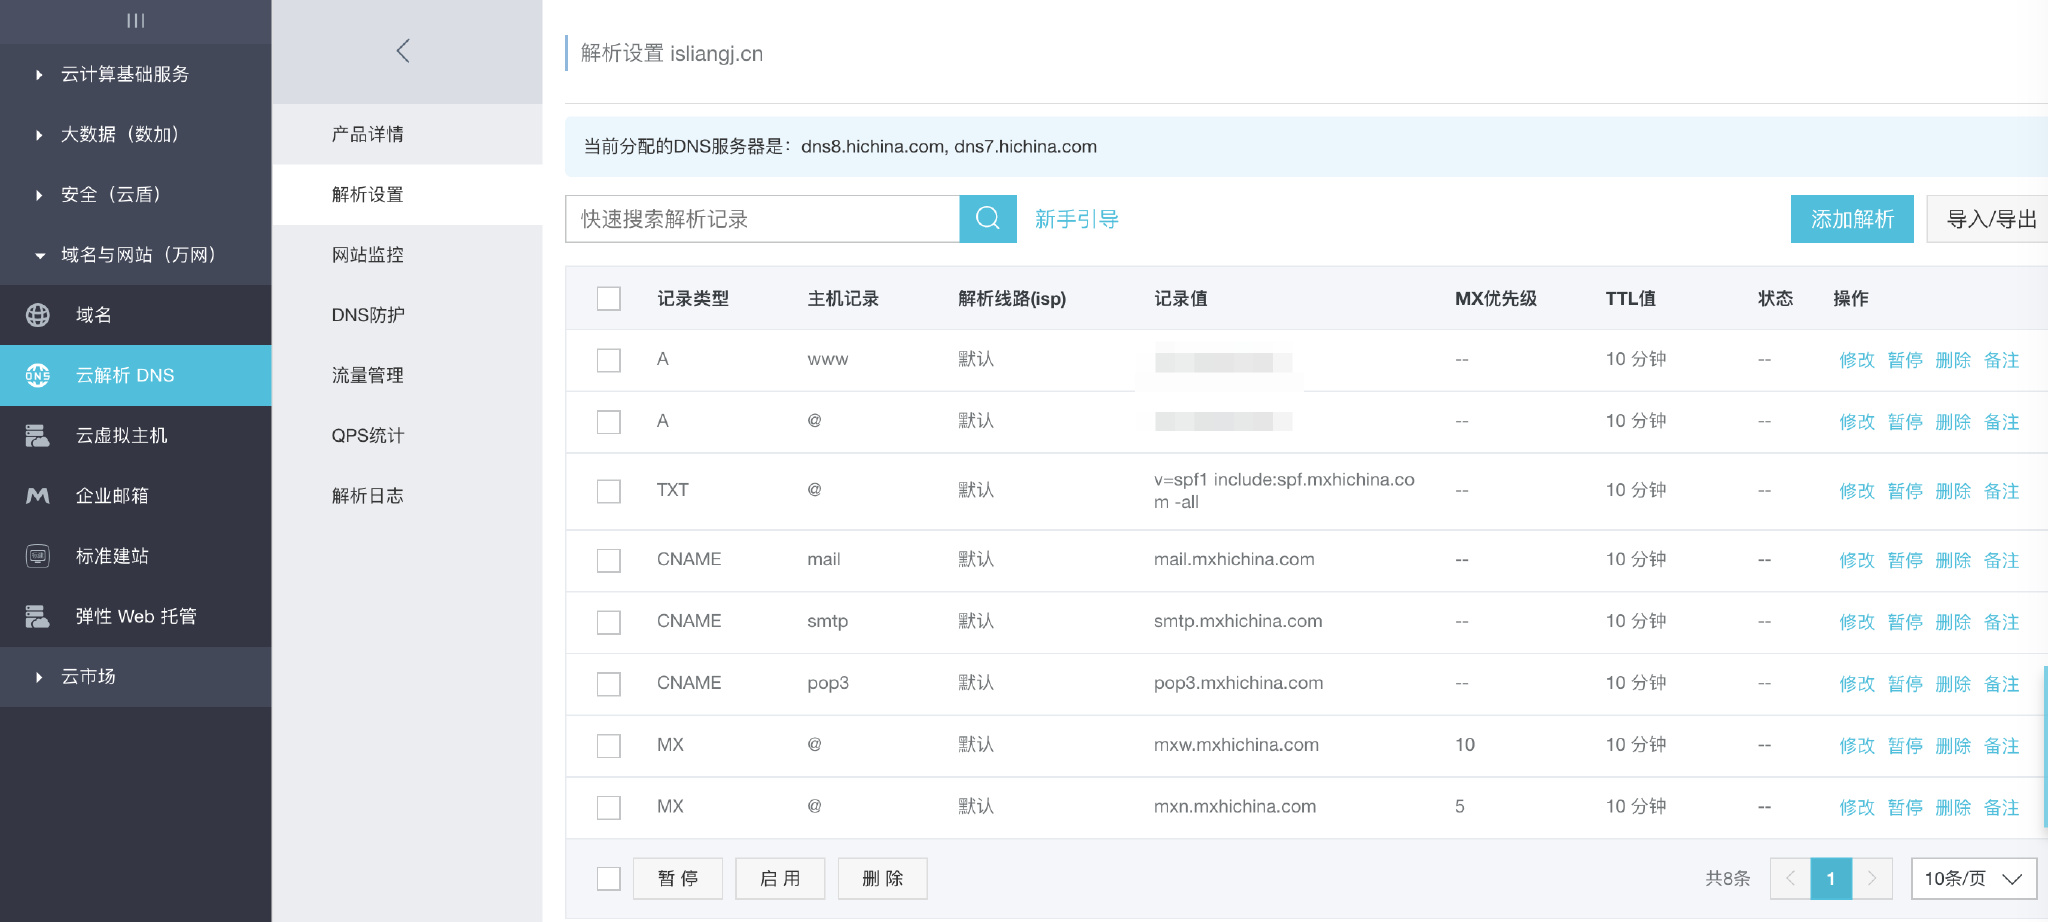 云计算基础服务
大数据（数加）
安全（云盾）
域名与网站（万网）
域名
云解析 DNS
云虚拟主机
企业邮箱
标准建站
弹性 Web 托管
云市场
产品详情
解析设置
网站监控
DNS防护
流量管理
QPS统计
解析日志
解析设置 isliangj.cn
当前分配的DNS服务器是：dns8.hichina.com, dns7.hichina.com
快速搜索解析记录 新手引导 添加解析 导入/导出
记录类型 主机记录 解析线路(isp) 记录值 MX优先级 TTL值 状态 操作
A www 默认 -- 10 分钟 -- 修改 暂停 删除 备注
A @ 默认 -- 10 分钟 -- 修改 暂停 删除 备注
TXT @ 默认 v=spf1 include:spf.mxhichina.co -- 10 分钟 -- 修改 暂停 删除 备注
m -all
CNAME mail 默认 mail.mxhichina.com -- 10 分钟 -- 修改 暂停 删除 备注
CNAME smtp 默认 smtp.mxhichina.com -- 10 分钟 -- 修改 暂停 删除 备注
CNAME pop3 默认 pop3.mxhichina.com -- 10 分钟 -- 修改 暂停 删除 备注
MX @ 默认 mxw.mxhichina.com 10 10 分钟 -- 修改 暂停 删除 备注
MX @ 默认 mxn.mxhichina.com 5 10 分钟 -- 修改 暂停 删除 备注
暂 停 启 用 删 除 共8条 1 10条/页